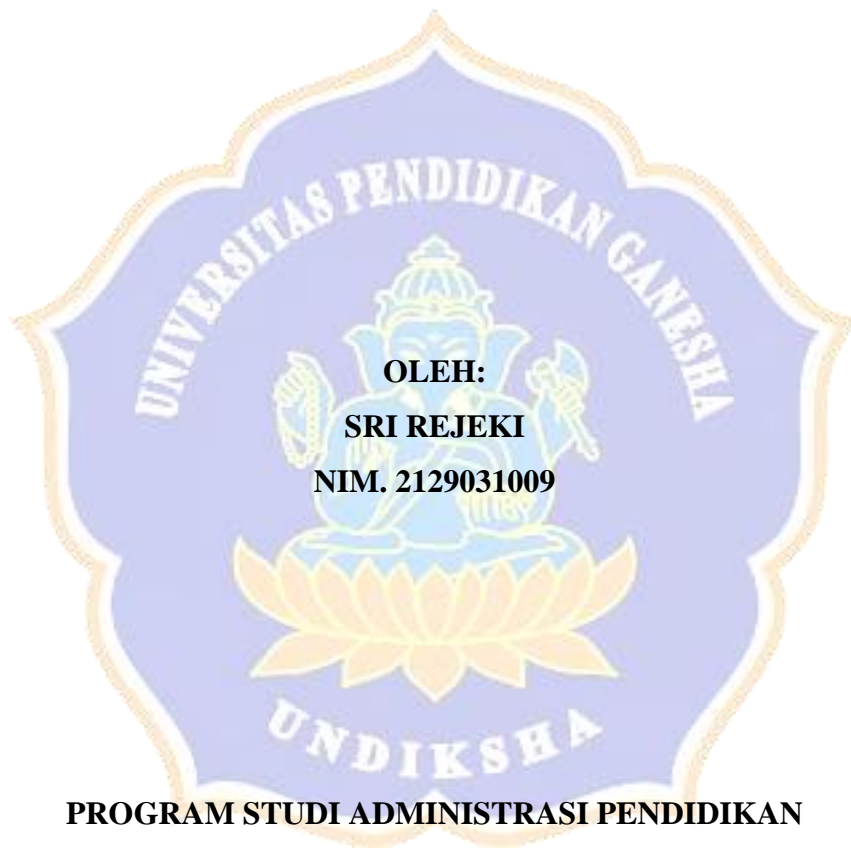 UNIVERSITAS PENDIDIKAN GANESHA
OLEH:
SRI REJEKI
NIM. 2129031009
UNDIKSHA
PROGRAM STUDI ADMINISTRASI PENDIDIKAN